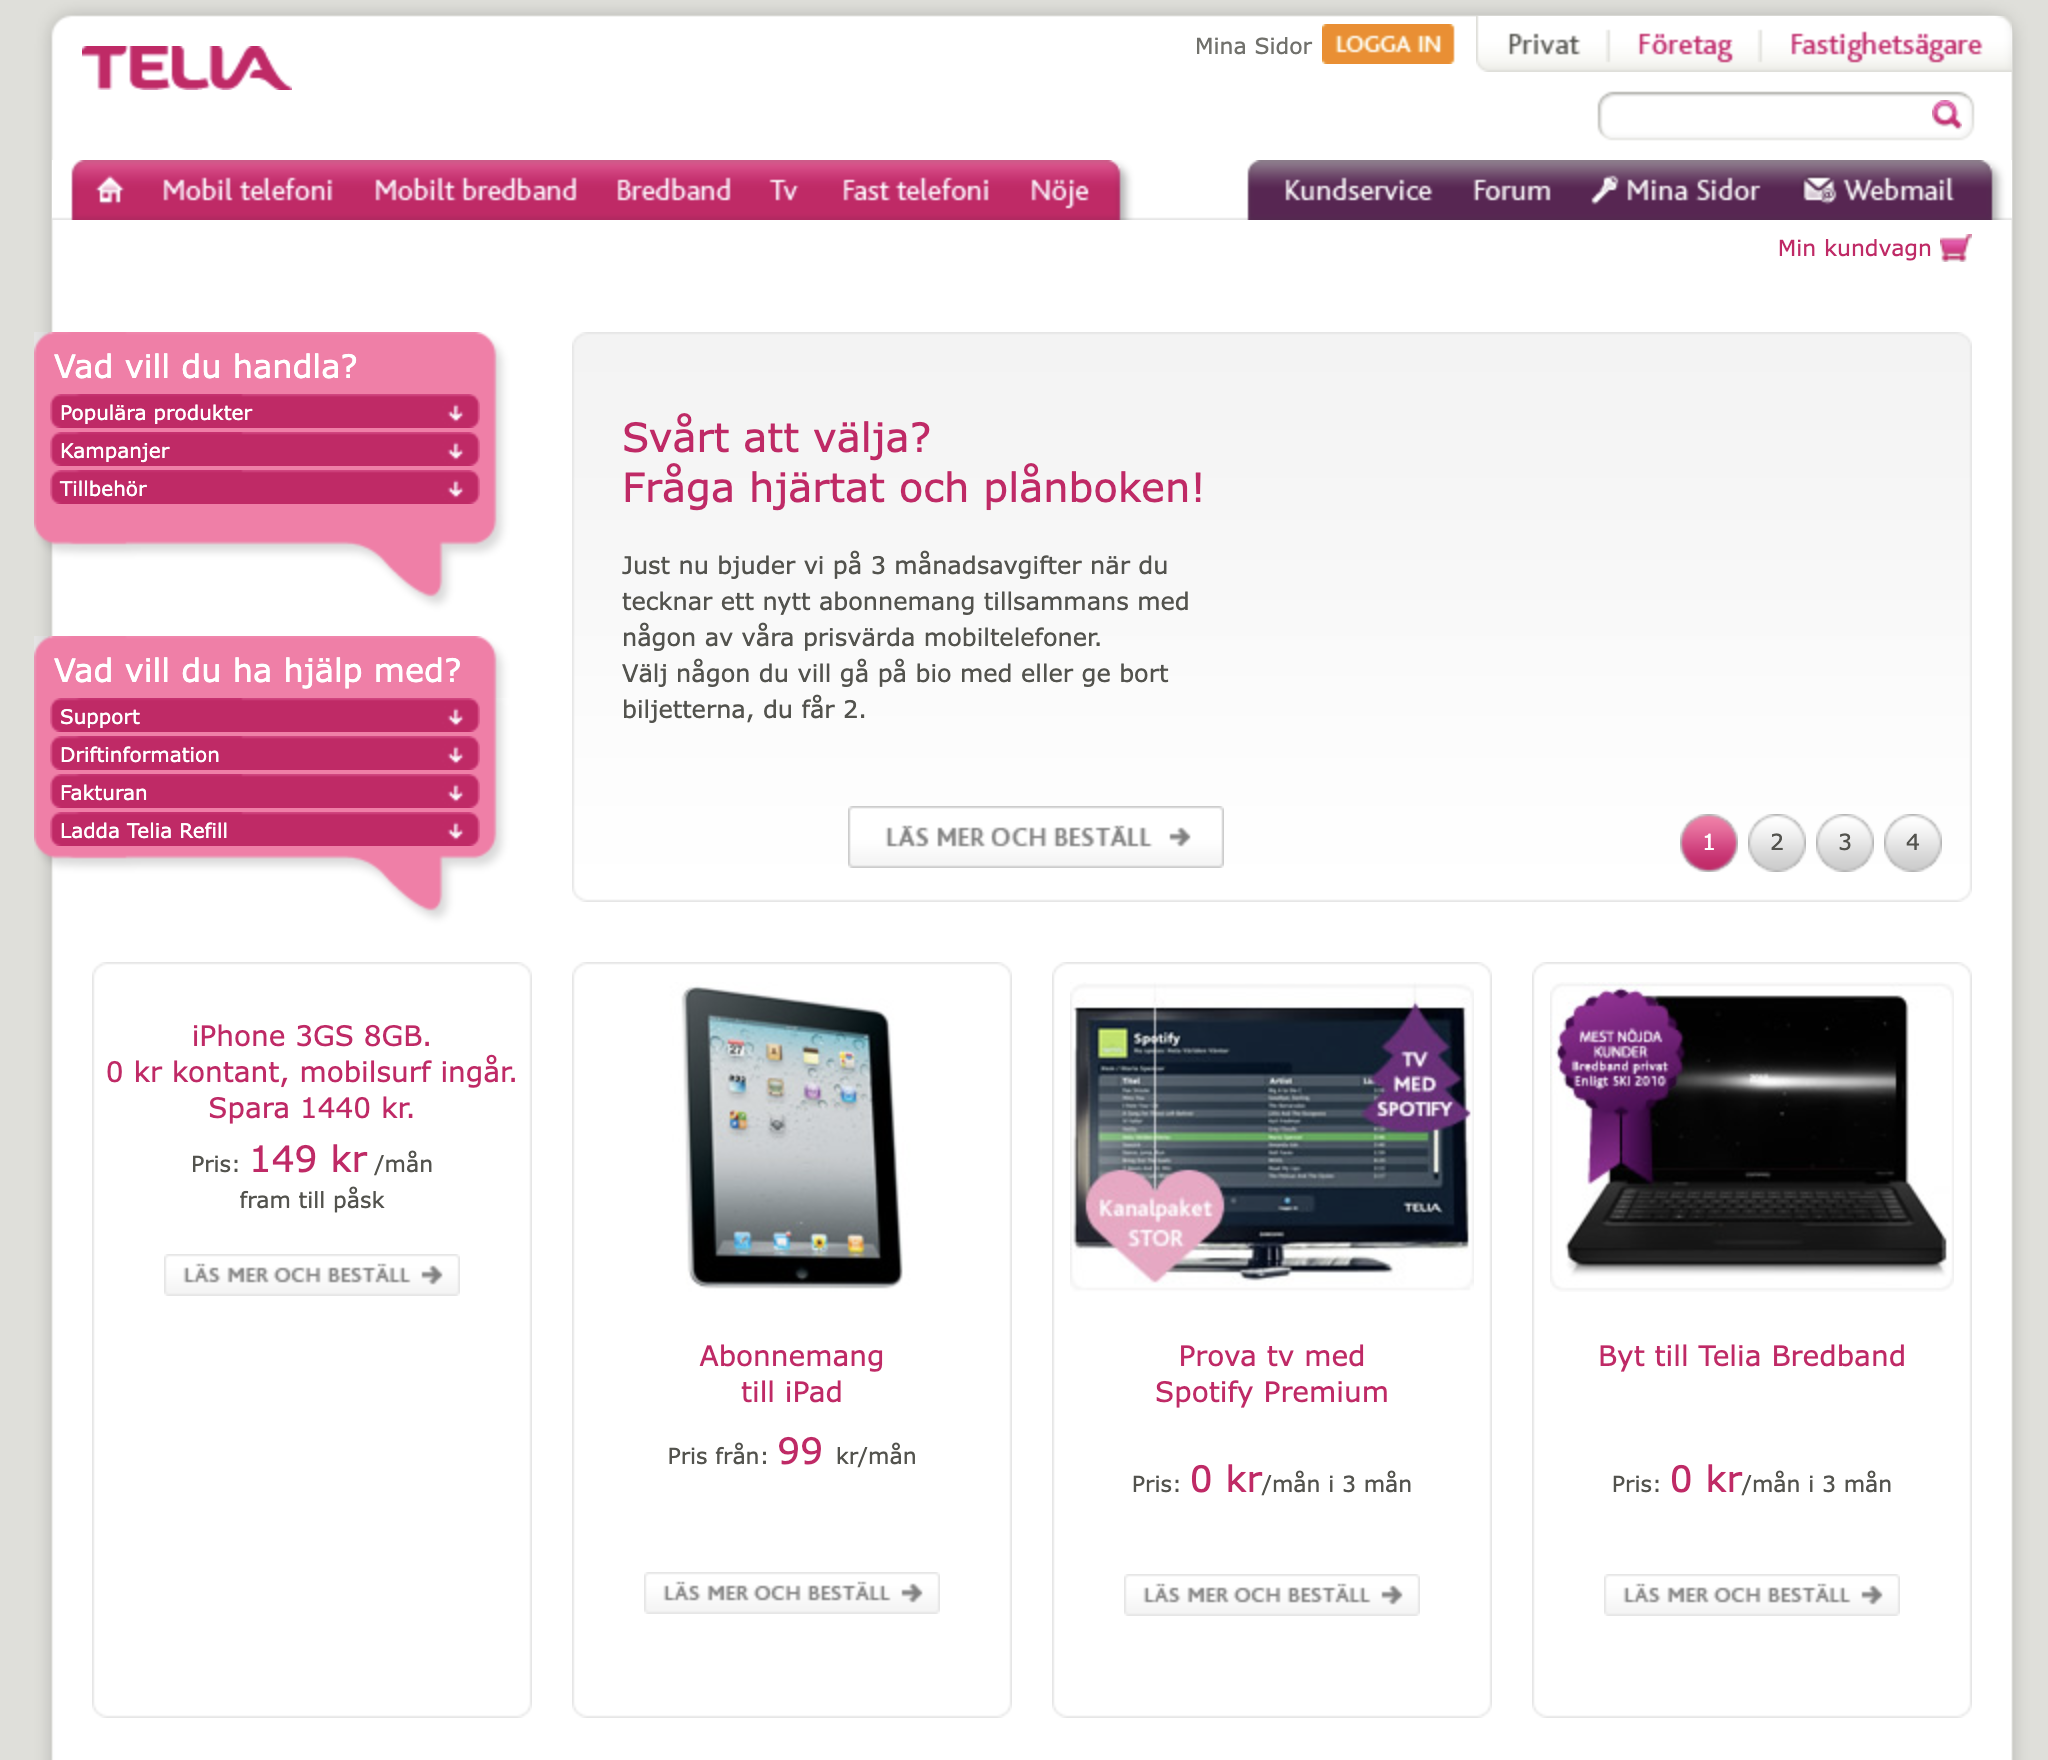 TELIA
Mina Sidor LOGGA IN Privat Företag Fastighetsägare
Mobil telefoni Mobilt bredband Bredband Tv Fast telefoni Nöje
Kundservice Forum Mina Sidor Webmail
Min kundvagn
Vad vill du handla?
Populära produkter
Kampanjer
Tillbehör
Vad vill du ha hjälp med?
Support
Driftinformation
Fakturan
Ladda Telia Refill
Svårt att välja?
Fråga hjärtat och plånboken!
Just nu bjuder vi på 3 månadsavgifter när du
tecknar ett nytt abonnemang tillsammans med
någon av våra prisvärda mobiltelefoner.
Välj någon du vill gå på bio med eller ge bort
biljetterna, du får 2.
LÄS MER OCH BESTÄLL
1 2 3 4
iPhone 3GS 8GB.
0 kr kontant, mobilsurf ingår.
Spara 1440 kr.
Pris: 149 kr /mån
fram till påsk
LÄS MER OCH BESTÄLL
27
Abonnemang
till iPad
Pris från: 99 kr/mån
LÄS MER OCH BESTÄLL
Spotify
Titel Artist
TV
MED
SPOTIFY
Kanalpaket
STOR
TELIA
Prova tv med
Spotify Premium
Pris: 0 kr/mån i 3 mån
LÄS MER OCH BESTÄLL
MEST NÖJDA
KUNDER
Bredband privat
Enligt SKI 2010
Byt till Telia Bredband
Pris: 0 kr/mån i 3 mån
LÄS MER OCH BESTÄLL